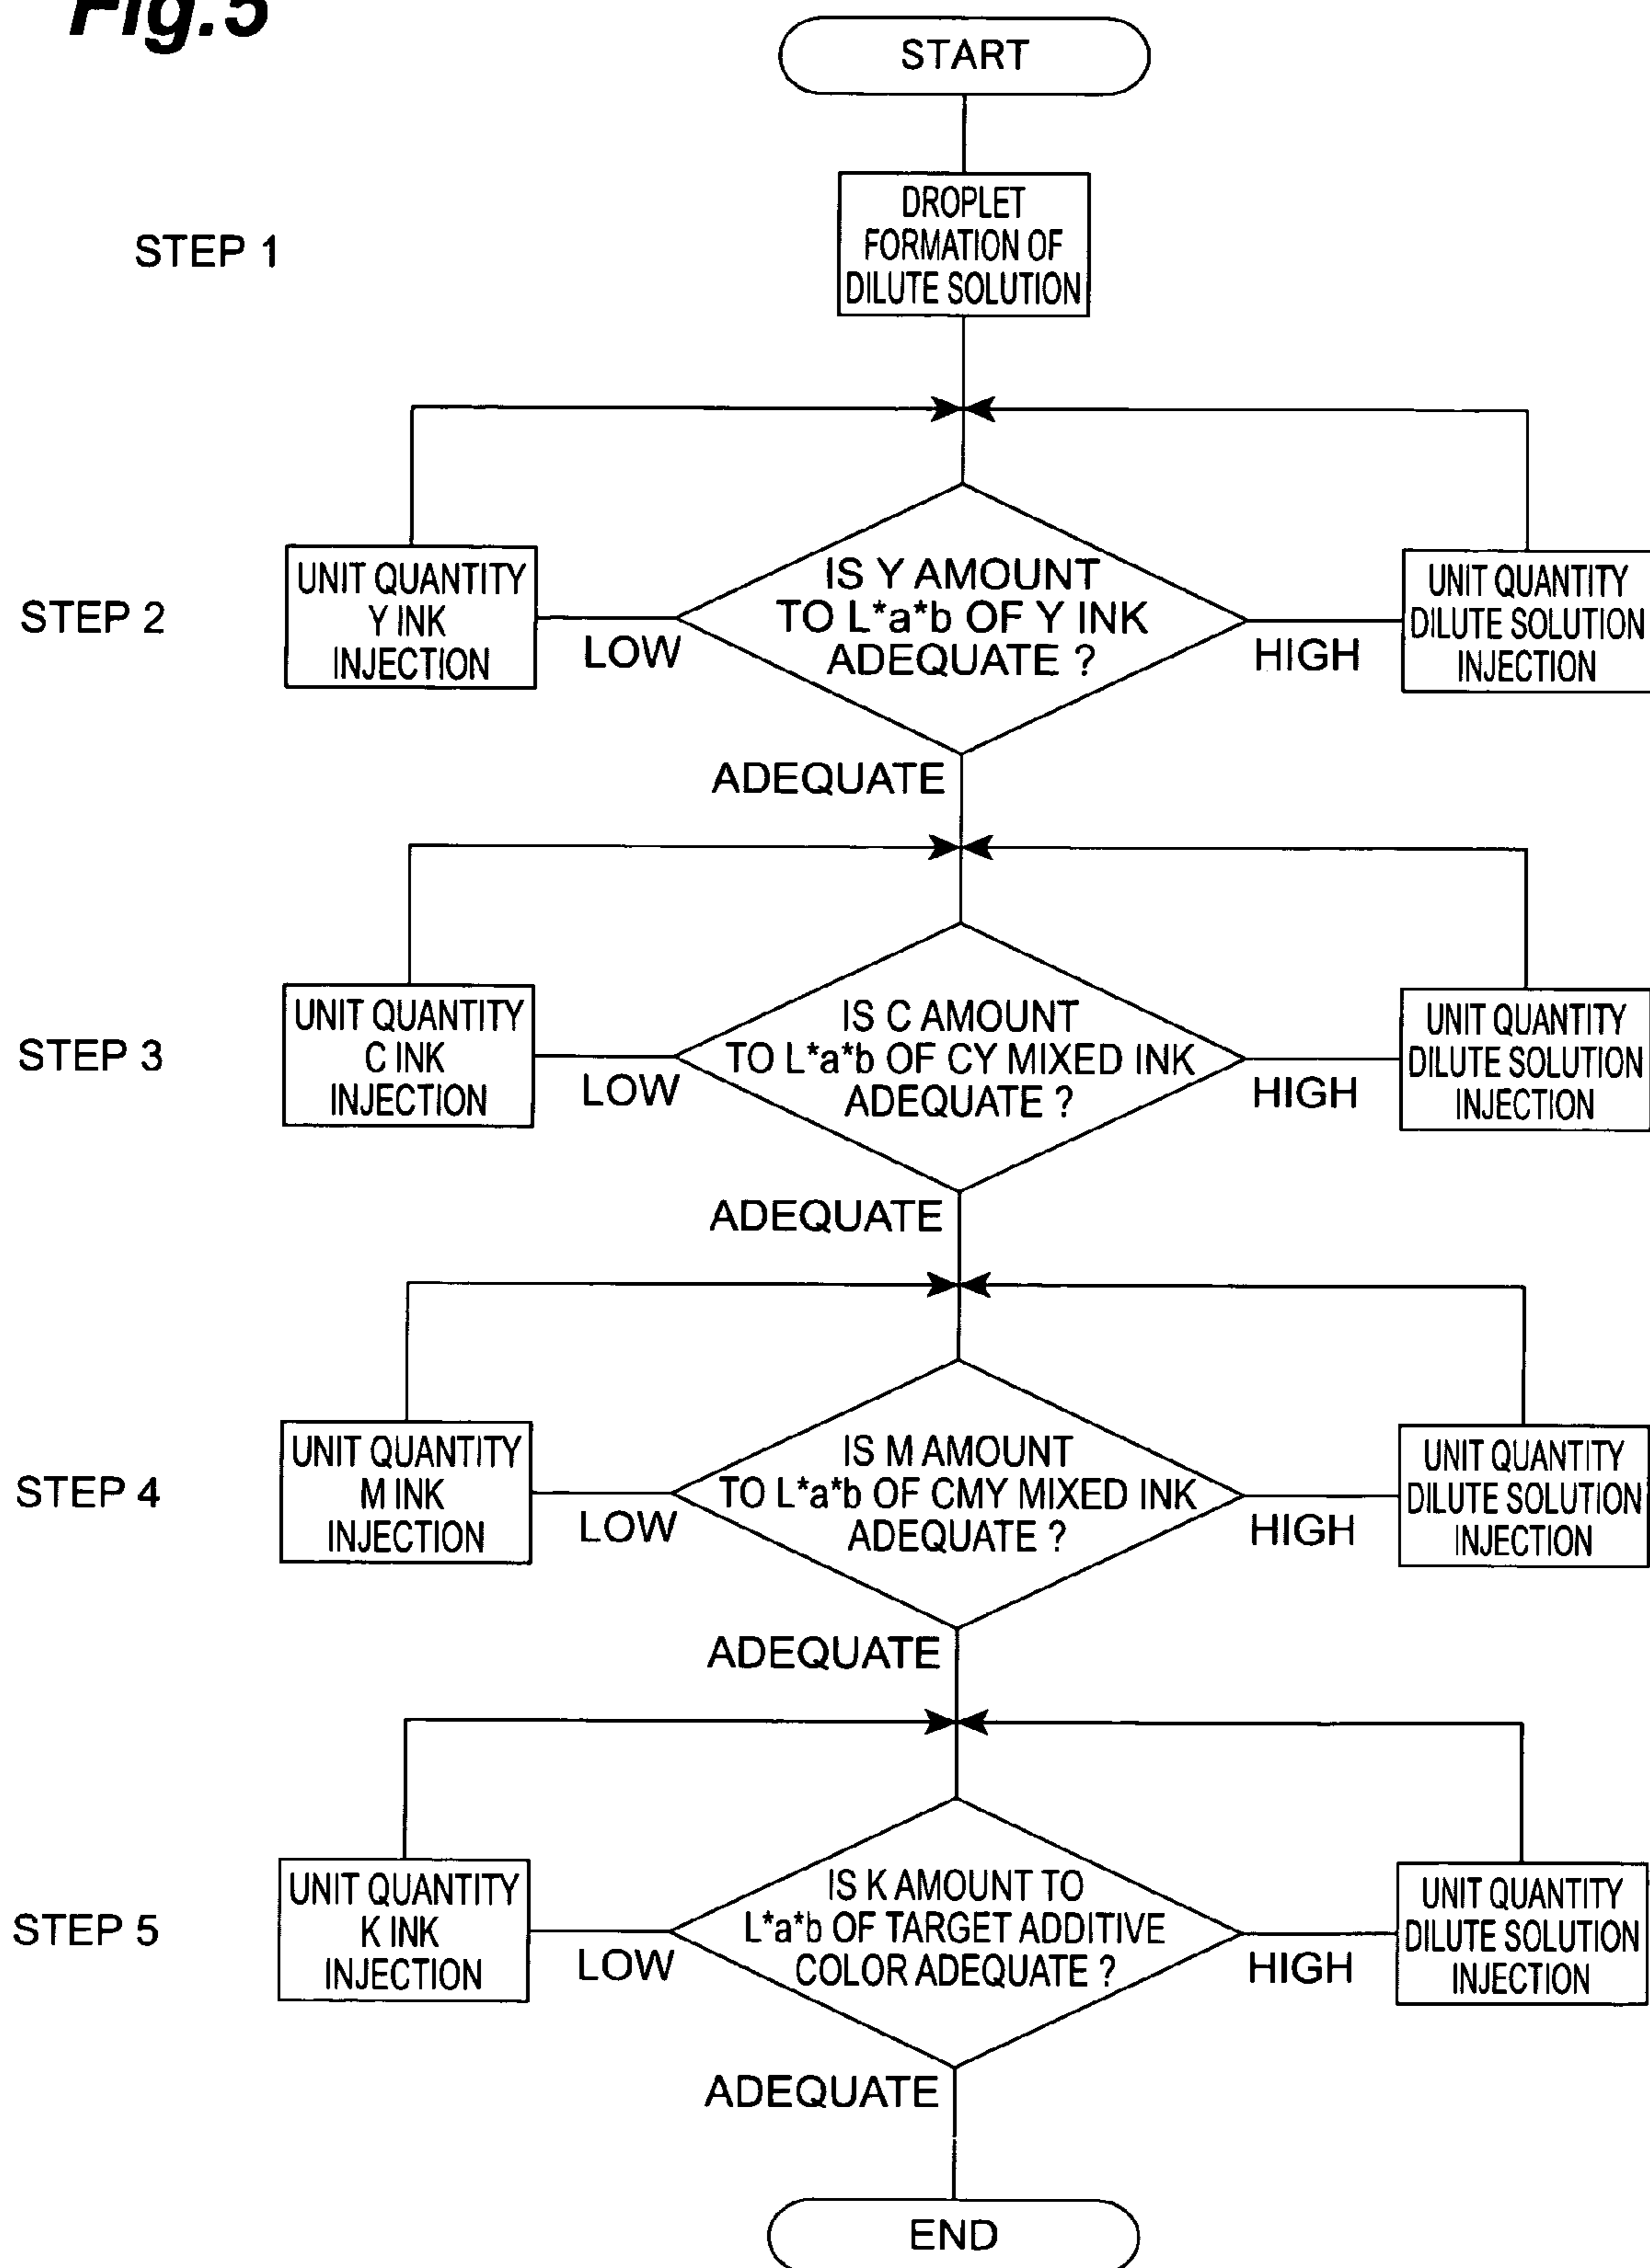 Fig.5
START
STEP 1
DROPLET
FORMATION OF
DILUTE SOLUTION
STEP 2
UNIT QUANTITY
Y INK
INJECTION
LOW
IS Y AMOUNT
TO L*a*b OF Y INK
ADEQUATE ?
HIGH
UNIT QUANTITY
DILUTE SOLUTION
INJECTION
ADEQUATE
STEP 3
UNIT QUANTITY
C INK
INJECTION
LOW
IS C AMOUNT
TO L*a*b OF CY MIXED INK
ADEQUATE ?
HIGH
UNIT QUANTITY
DILUTE SOLUTION
INJECTION
ADEQUATE
STEP 4
UNIT QUANTITY
M INK
INJECTION
LOW
IS M AMOUNT
TO L*a*b OF CMY MIXED INK
ADEQUATE ?
HIGH
UNIT QUANTITY
DILUTE SOLUTION
INJECTION
ADEQUATE
STEP 5
UNIT QUANTITY
K INK
INJECTION
LOW
IS K AMOUNT TO
L*a*b OF TARGET ADDITIVE
COLOR ADEQUATE ?
HIGH
UNIT QUANTITY
DILUTE SOLUTION
INJECTION
ADEQUATE
END